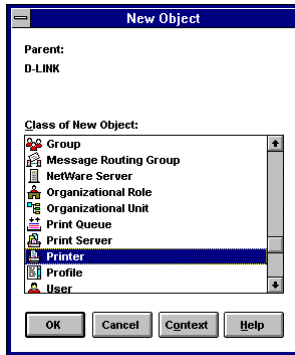 New Object
Parent:
D-LINK
Class of New Object:
Group
Message Routing Group
NetWare Server
Organizational Role
Organizational Unit
Print Queue
Print Server
Printer
Profile
User
OK Cancel Context Help